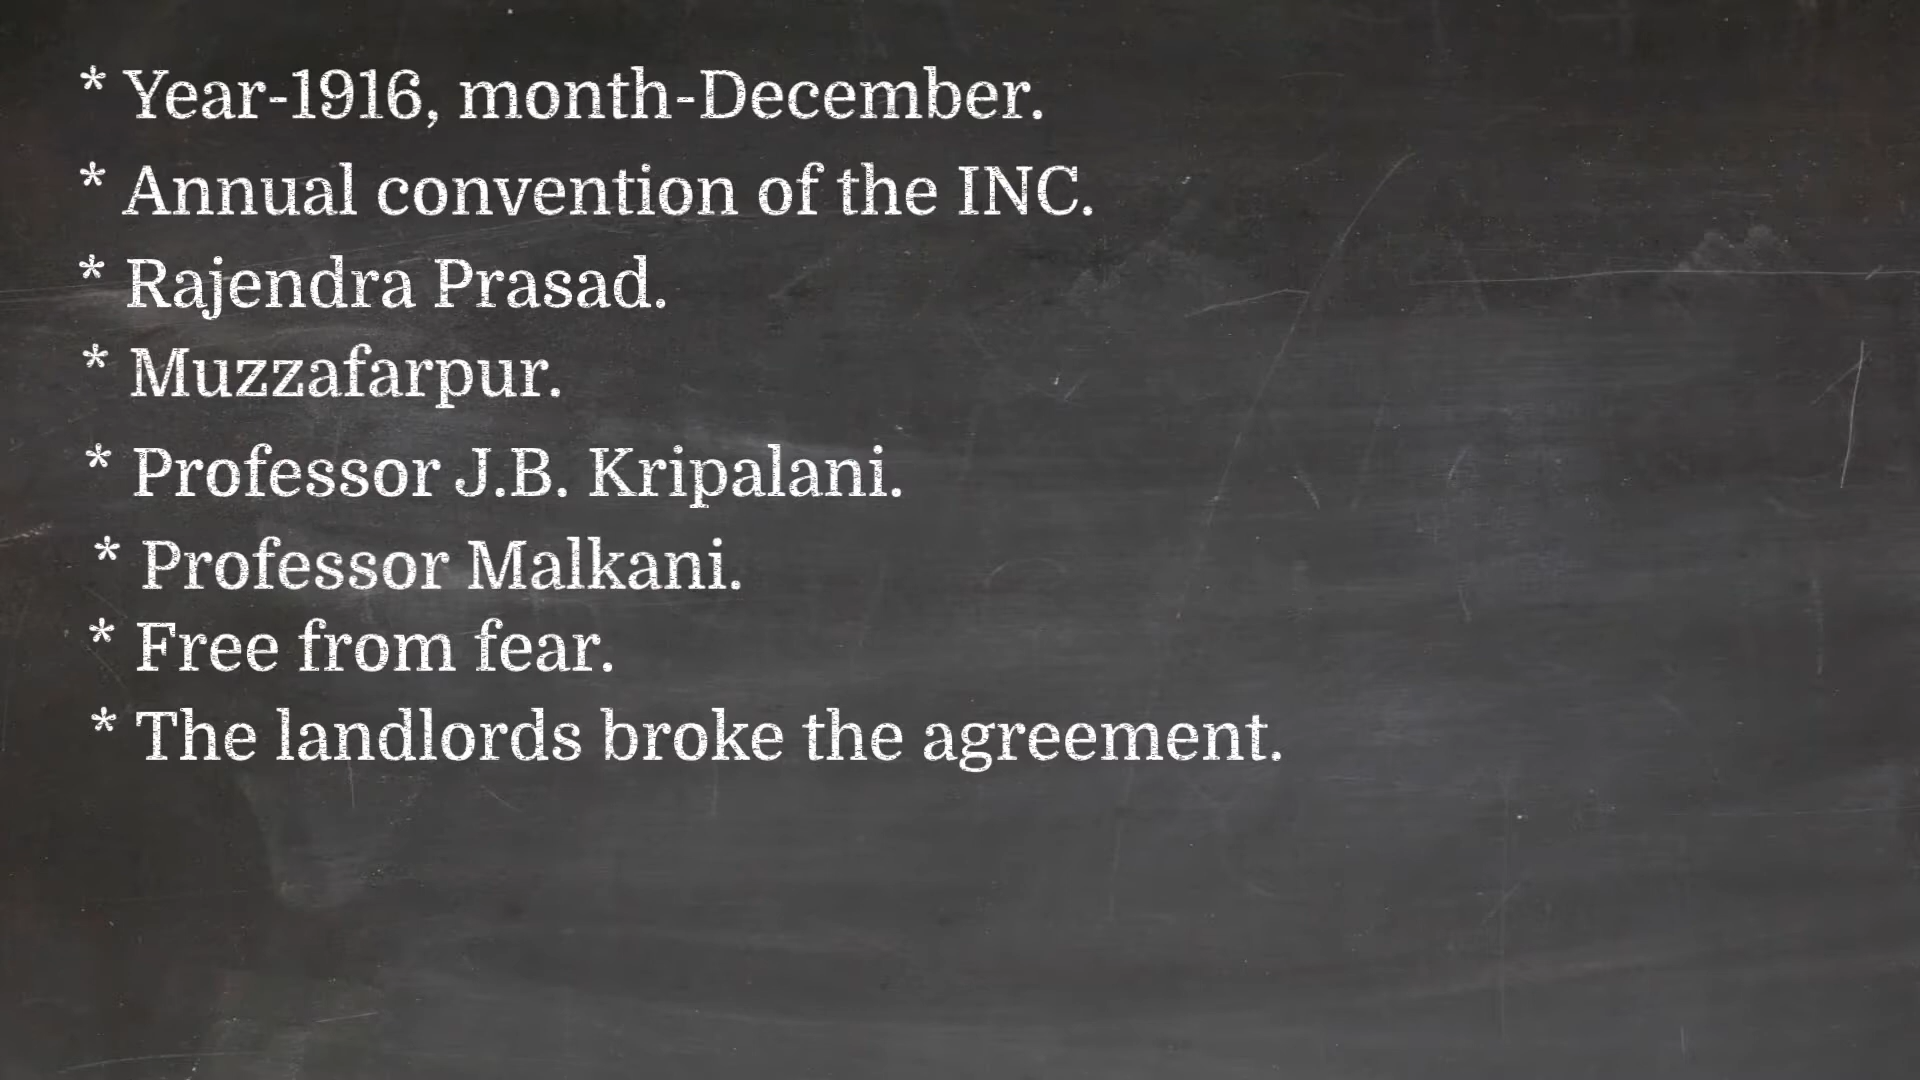 * Year-1916, month-December.
* Annual convention of the INC.
* Rajendra Prasad.
* Muzzafarpur.
* Professor J.B. Kripalani.
* Professor Malkani.
* Free from fear.
* The landlords broke the agreement.